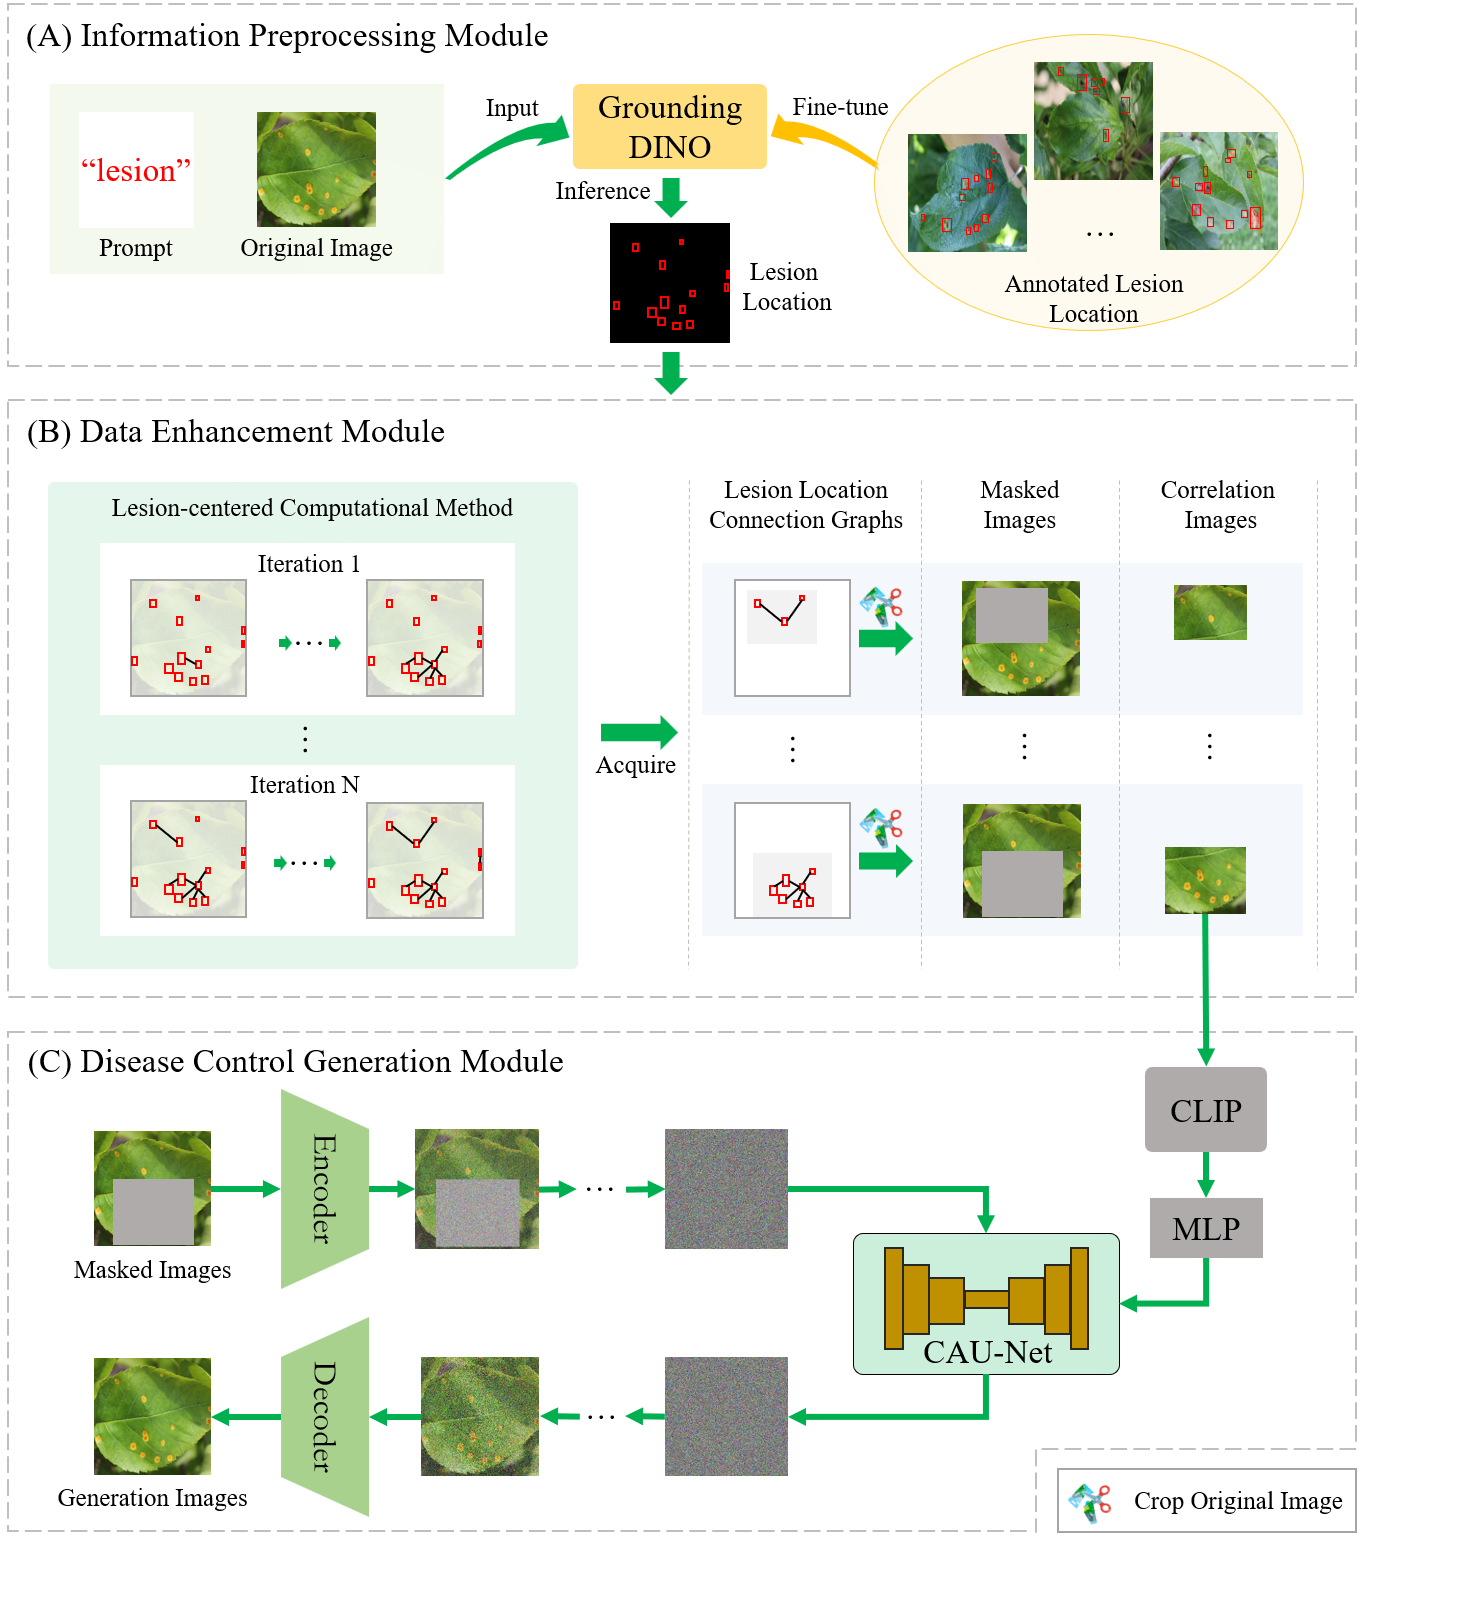 (A) Information Preprocessing Module
Input
Grounding
DINO
Fine-tune
“lesion”
Prompt
Original Image
Inference
Lesion
Location
...
Annotated Lesion
Location
(B) Data Enhancement Module
Lesion-centered Computational Method
Iteration 1
...
...
Iteration N
...
Acquire
Lesion Location
Connection Graphs
Masked
Images
Correlation
Images
...
...
...
(C) Disease Control Generation Module
Masked Images
Encoder
...
CLIP
MLP
CAU-Net
...
Decoder
Generation Images
Crop Original Image